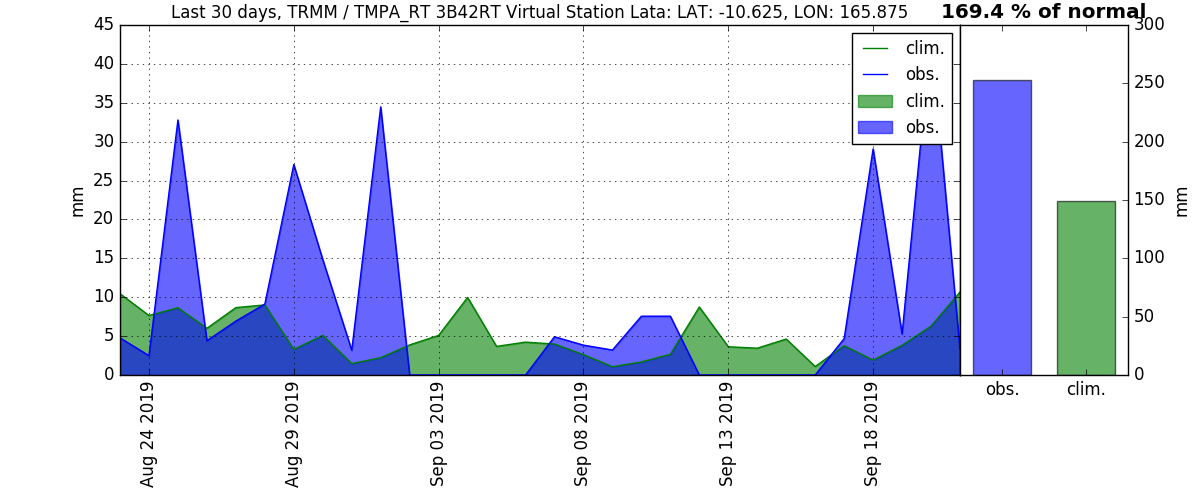 Last 30 days, TRMM / TMPA_RT 3B42RT Virtual Station Lata: LAT: -10.625, LON: 165.875
169.4 % of normal
45
40
35
30
25
20
15
10
5
0
mm
clim.
obs.
clim.
obs.
Aug 24 2019
Aug 29 2019
Sep 03 2019
Sep 08 2019
Sep 13 2019
Sep 18 2019
300
250
200
150
100
50
0
mm
obs.
clim.